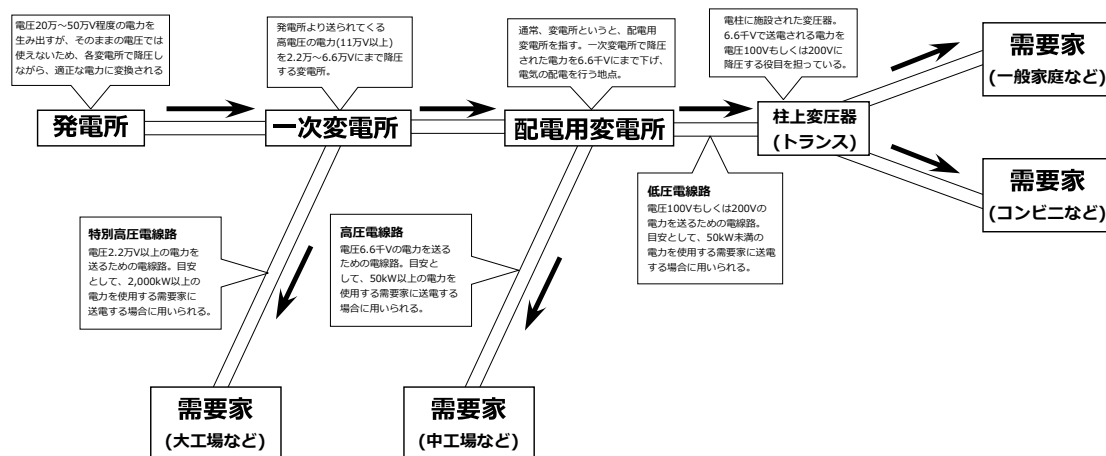 電圧20万〜50万V程度の電力を
生み出すが、そのままの電圧では
使えないため、各変電所で降圧し
ながら、適正な電力に変換される
発電所
発電所より送られてくる
高電圧の電力(11万V以上)
を2.2万〜6.6万Vにまで降圧
する変電所。
一次変電所
通常、変電所というと、配電用
変電所を指す。一次変電所で降圧
された電力を6.6千Vにまで下げ、
電気の配電を行う地点。
配電用変電所
電柱に施設された変圧器。
6.6千Vで送電される電力を
電圧100Vもしくは200Vに
降圧する役目を担っている。
柱上変圧器
(トランス)
需要家
(一般家庭など)
需要家
(コンビニなど)
特別高圧電線路
電圧2.2万V以上の電力を
送るための電線路。目安
として、2,000kW以上の
電力を使用する需要家に
送電する場合に用いられる。
高圧電線路
電圧6.6千Vの電力を送る
ための電線路。目安と
して、50kW以上の電力を
使用する需要家に送電する
場合に用いられる。
低圧電線路
電圧100Vもしくは200Vの
電力を送るための電線路。
目安として、50kW未満の
電力を使用する需要家に送電
する場合に用いられる。
需要家
(大工場など)
需要家
(中工場など)